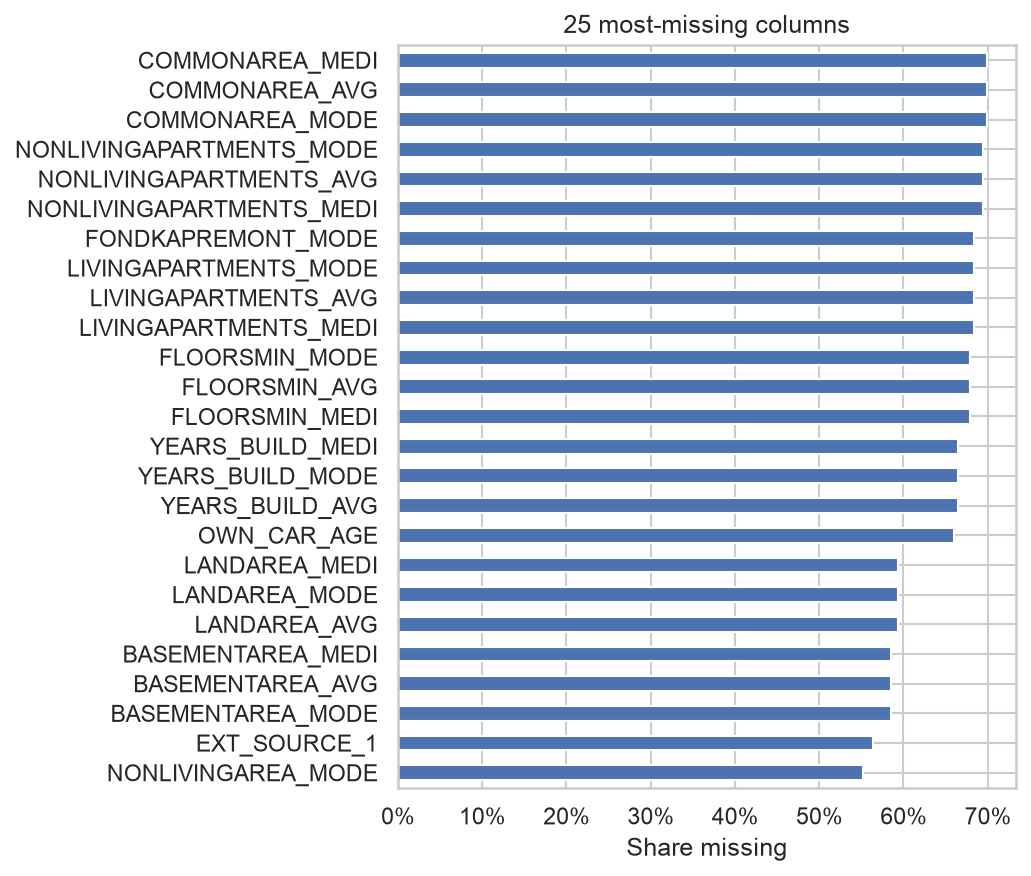 25 most-missing columns
COMMONAREA_MEDI
COMMONAREA_AVG
COMMONAREA_MODE
NONLIVINGAPARTMENTS_MODE
NONLIVINGAPARTMENTS_AVG
NONLIVINGAPARTMENTS_MEDI
FONDKAPREMONT_MODE
LIVINGAPARTMENTS_MODE
LIVINGAPARTMENTS_AVG
LIVINGAPARTMENTS_MEDI
FLOORSMIN_MODE
FLOORSMIN_AVG
FLOORSMIN_MEDI
YEARS_BUILD_MEDI
YEARS_BUILD_MODE
YEARS_BUILD_AVG
OWN_CAR_AGE
LANDAREA_MEDI
LANDAREA_MODE
LANDAREA_AVG
BASEMENTAREA_MEDI
BASEMENTAREA_AVG
BASEMENTAREA_MODE
EXT_SOURCE_1
NONLIVINGAREA_MODE
0% 10% 20% 30% 40% 50% 60% 70%
Share missing